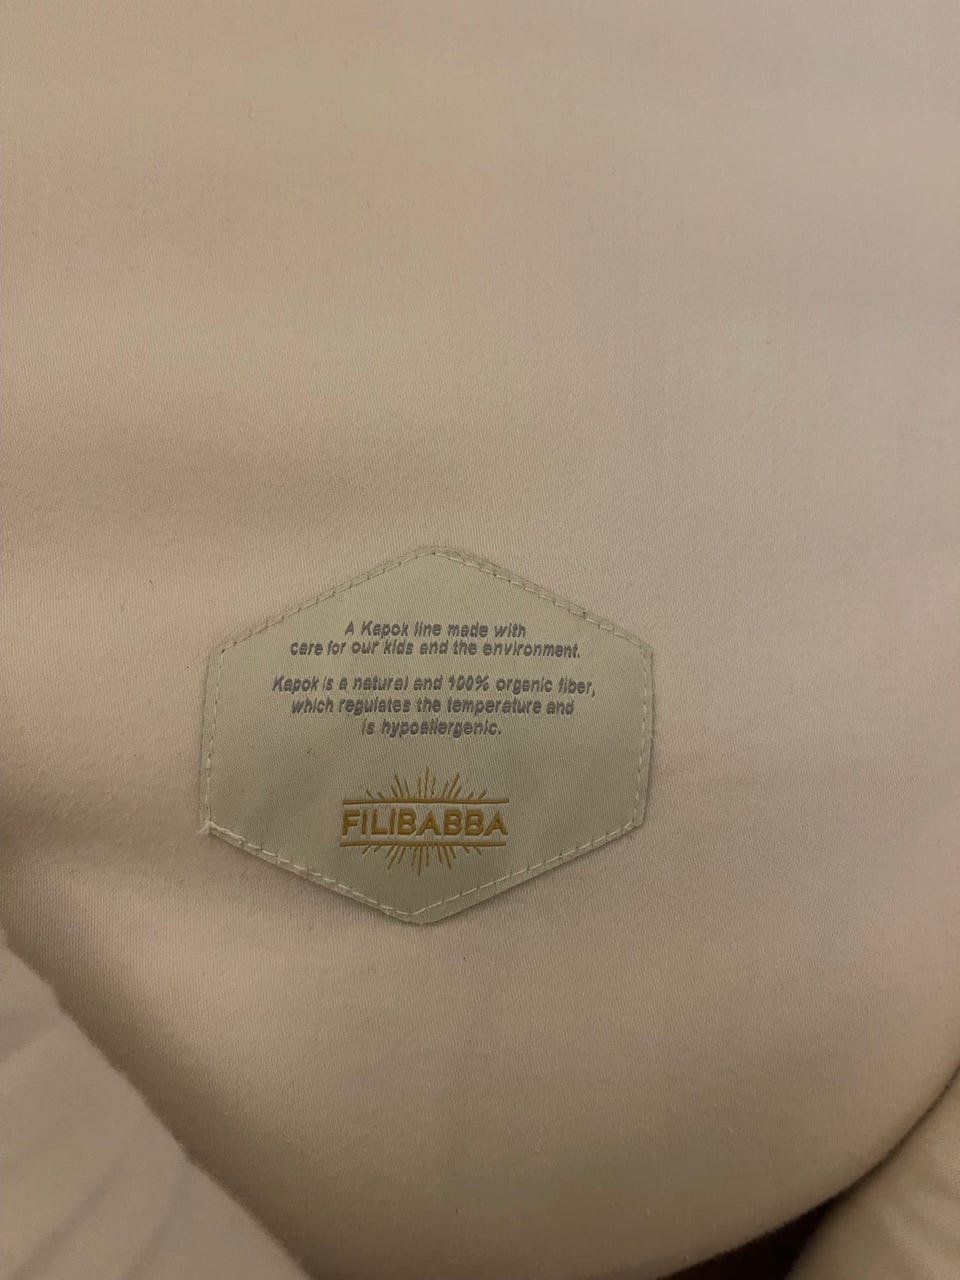 A Kapok line made with
care for our kids and the environment.
Kapok is a natural and 100% organic fiber,
which regulates the temperature and
is hypoallergenic.
FILIBABBA